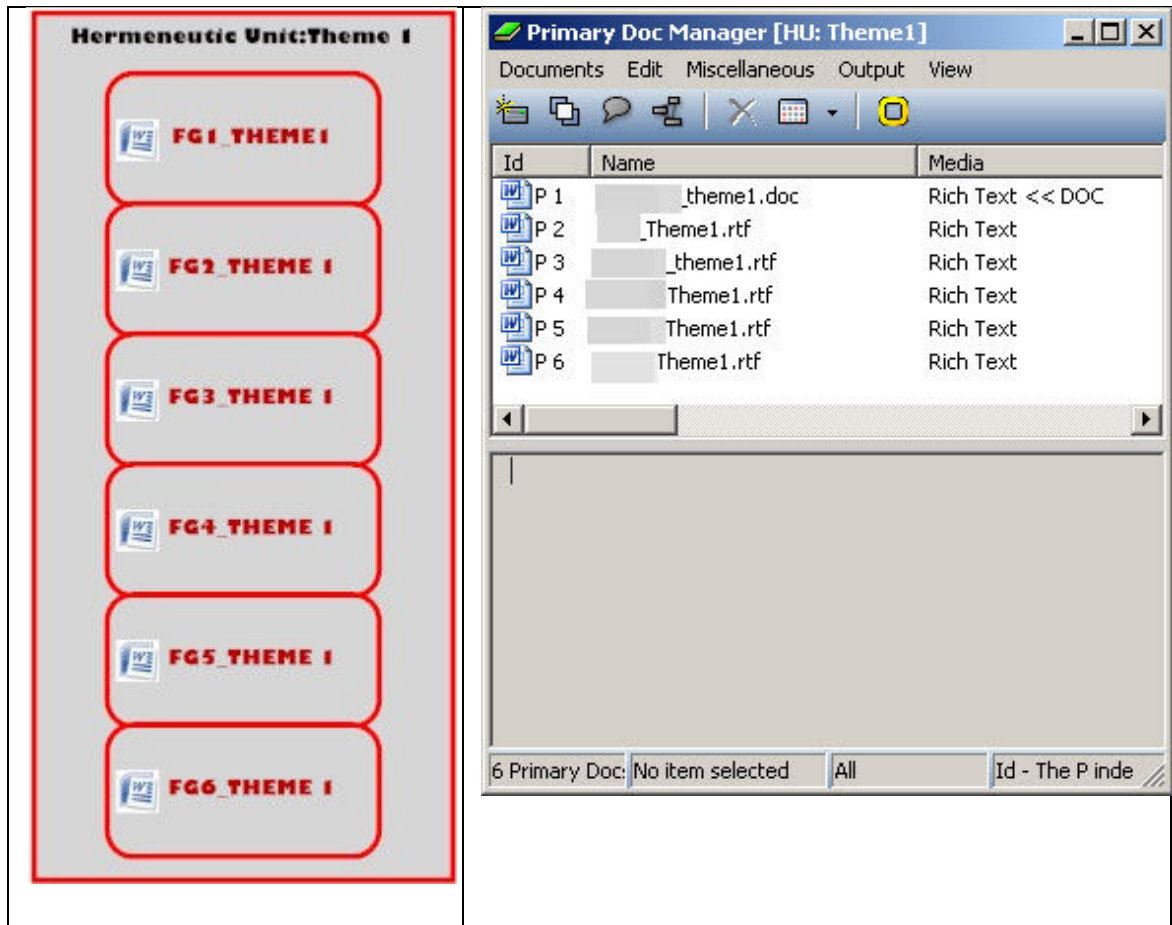 Hermeneutic Unit:Theme 1
FG1_THEME1
FG2_THEME 1
FG3_THEME 1
FG4_THEME 1
FG5_THEME 1
FG6_THEME 1
Primary Doc Manager [HU: Theme1]
Documents Edit Miscellaneous Output View
Id Name Media
P 1 _theme1.doc Rich Text << DOC
P 2 _Theme1.rtf Rich Text
P 3 _theme1.rtf Rich Text
P 4 Theme1.rtf Rich Text
P 5 Theme1.rtf Rich Text
P 6 Theme1.rtf Rich Text
6 Primary Doc: No item selected All Id - The P inde